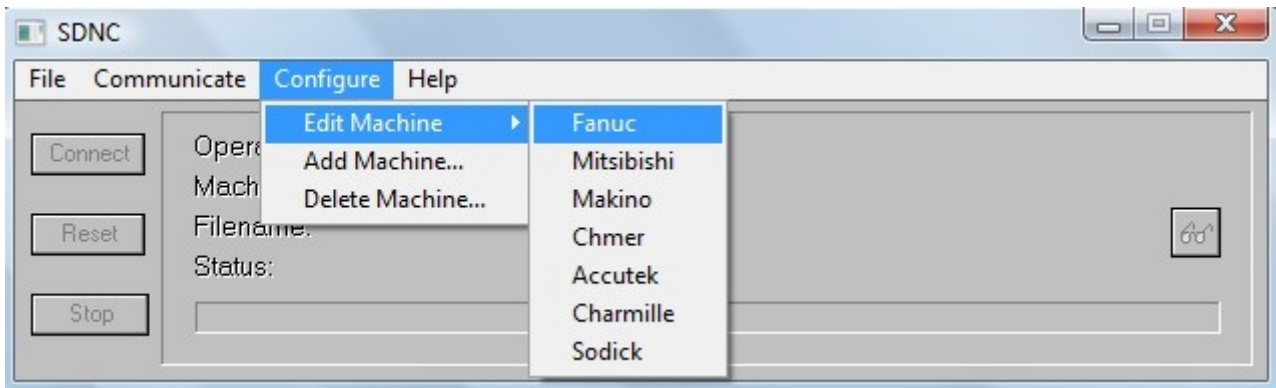 SDNC
File Communicate Configure Help
Edit Machine
Add Machine...
Delete Machine...
Fanuc
Mitsibishi
Makino
Chmer
Accutek
Charmille
Sodick
Connect
Reset
Stop
Filename:
Status: